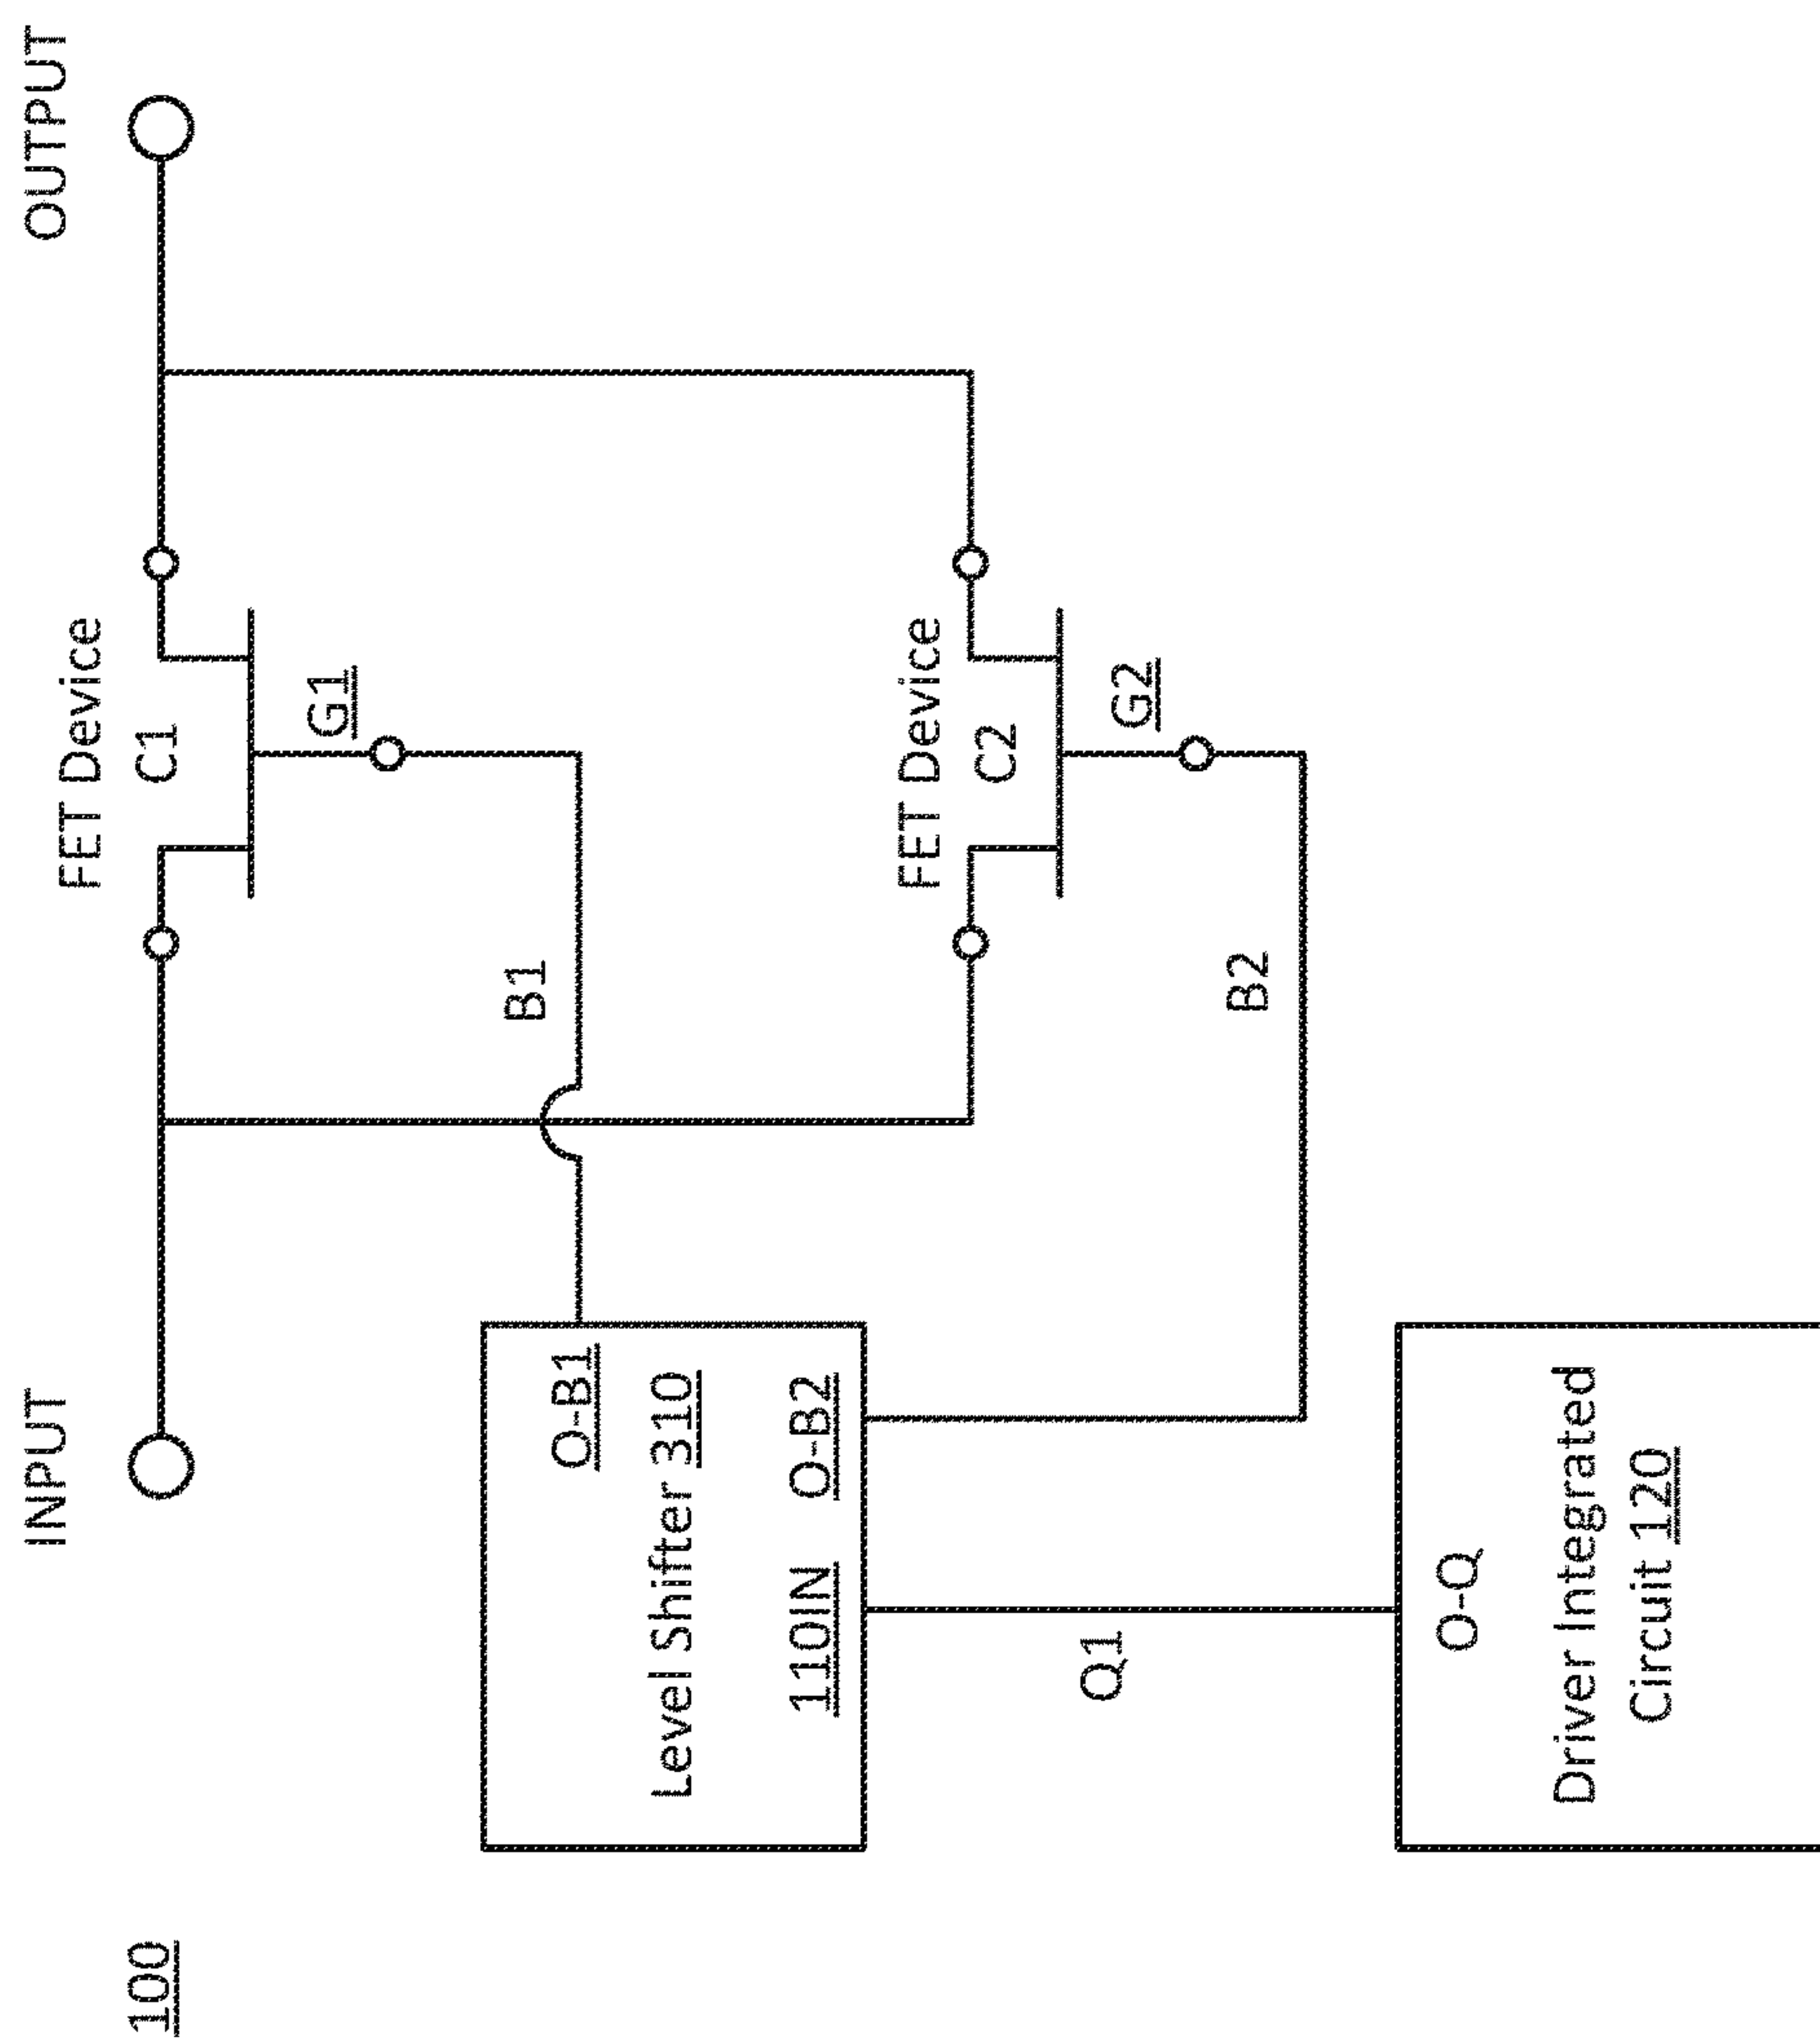 100
INPUT
OUTPUT
FET Device
C1
G1
B1
O-B1
Level Shifter 310
110IN
O-B2
FET Device
C2
G2
B2
Q1
O-Q
Driver Integrated
Circuit 120